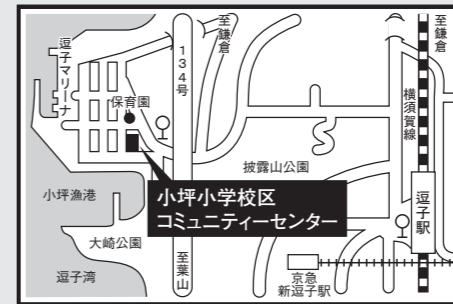 至鎌倉
至鎌倉
逗子マリーナ
134号
横須賀線
保育園
披露山公園
小坪漁港
小坪小学校区
コミュニティーセンター
逗子駅
大崎公園
至葉山
逗子湾
京急
新逗子駅